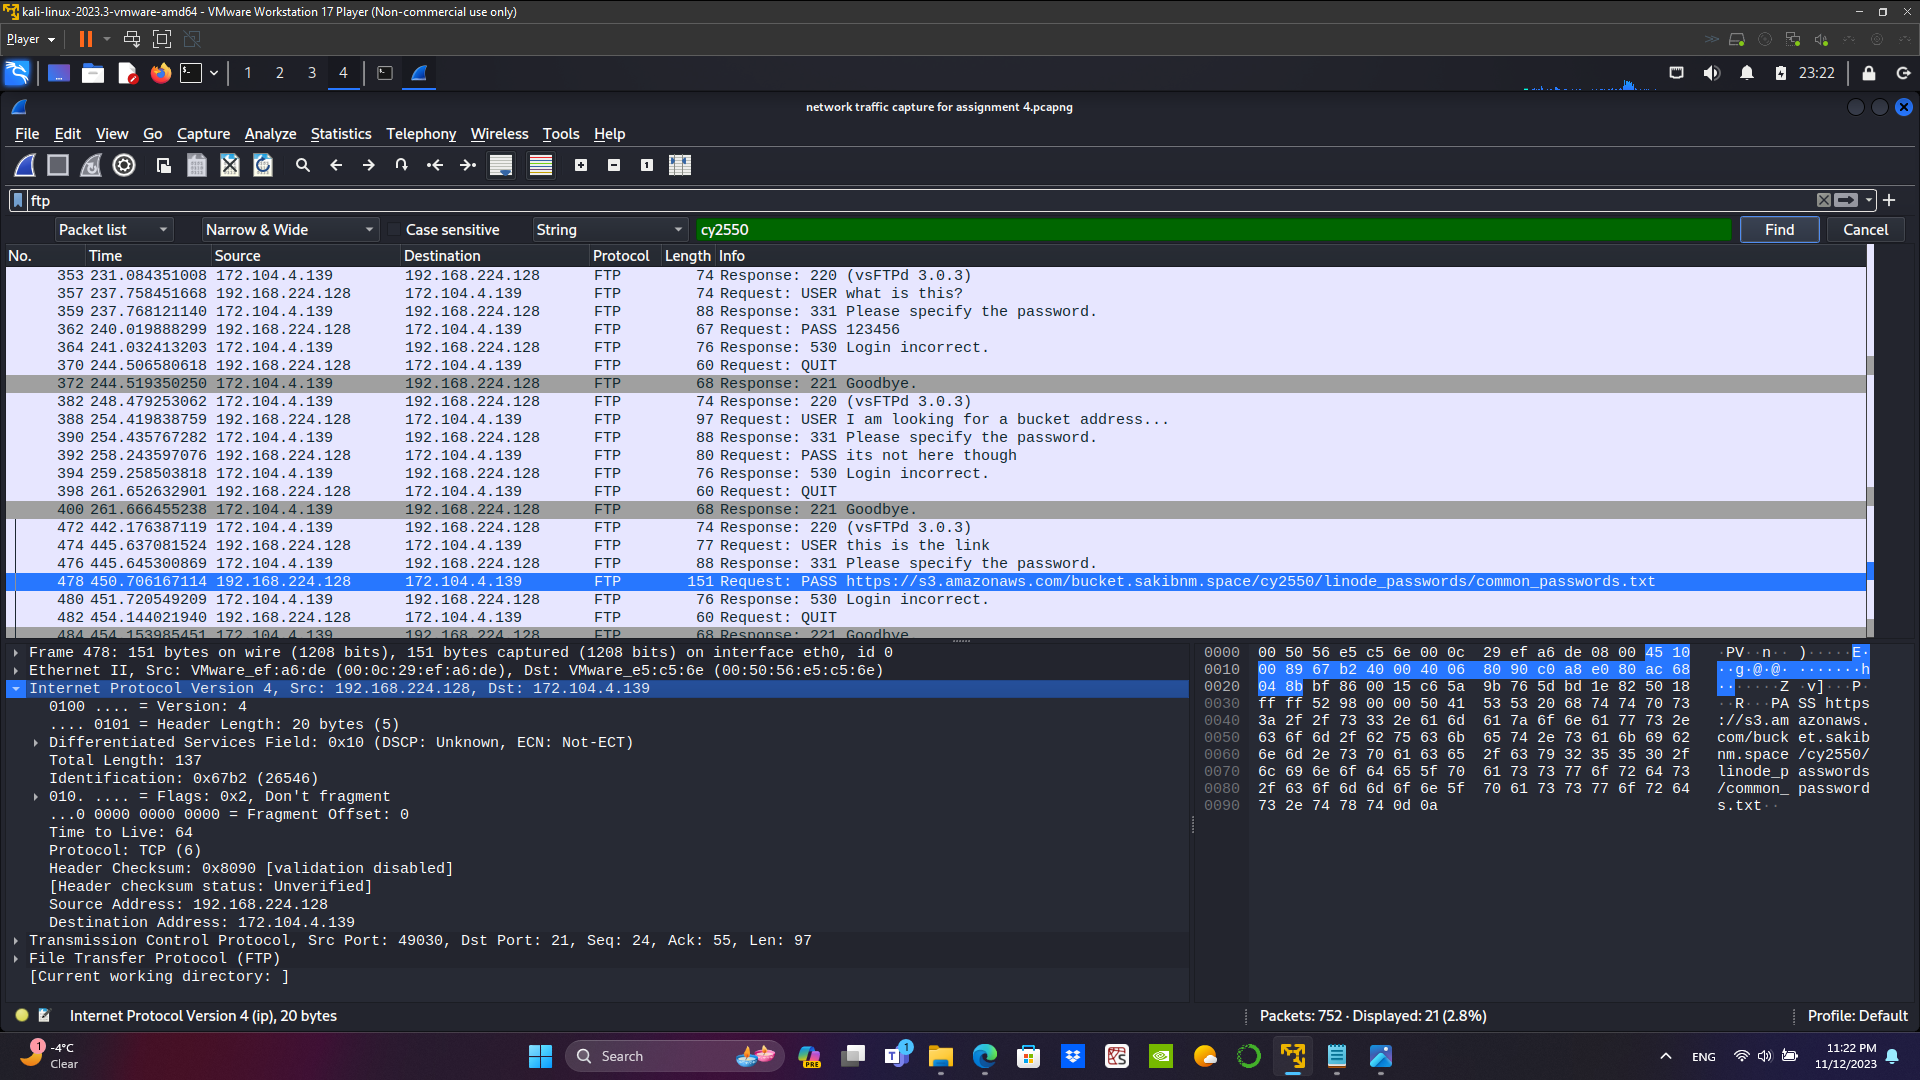 kali-linux-2023.3-vmware-amd64 - VMware Workstation 17 Player (Non-commercial use only)
Player
1 2 3 4
23:22
network traffic capture for assignment 4.pcapng
File Edit View Go Capture Analyze Statistics Telephony Wireless Tools Help
ftp
Packet list Narrow & Wide Case sensitive String cy2550 Find Cancel
No. Time Source Destination Protocol Length Info
353 231.084351008 172.104.4.139 192.168.224.128 FTP 74 Response: 220 (vsFTPd 3.0.3)
357 237.758451668 192.168.224.128 172.104.4.139 FTP 74 Request: USER what is this?
359 237.768121140 172.104.4.139 192.168.224.128 FTP 88 Response: 331 Please specify the password.
362 240.019888299 192.168.224.128 172.104.4.139 FTP 67 Request: PASS 123456
364 241.032413203 172.104.4.139 192.168.224.128 FTP 76 Response: 530 Login incorrect.
370 244.506580618 192.168.224.128 172.104.4.139 FTP 60 Request: QUIT
372 244.519350250 172.104.4.139 192.168.224.128 FTP 68 Response: 221 Goodbye.
382 248.479253062 172.104.4.139 192.168.224.128 FTP 74 Response: 220 (vsFTPd 3.0.3)
388 254.419838759 192.168.224.128 172.104.4.139 FTP 97 Request: USER I am looking for a bucket address...
390 254.435767282 172.104.4.139 192.168.224.128 FTP 88 Response: 331 Please specify the password.
392 258.243597076 192.168.224.128 172.104.4.139 FTP 80 Request: PASS its not here though
394 259.258503818 172.104.4.139 192.168.224.128 FTP 76 Response: 530 Login incorrect.
398 261.652632901 192.168.224.128 172.104.4.139 FTP 60 Request: QUIT
400 261.666455238 172.104.4.139 192.168.224.128 FTP 68 Response: 221 Goodbye.
472 442.176387119 172.104.4.139 192.168.224.128 FTP 74 Response: 220 (vsFTPd 3.0.3)
474 445.637081524 192.168.224.128 172.104.4.139 FTP 77 Request: USER this is the link
476 445.645300869 172.104.4.139 192.168.224.128 FTP 88 Response: 331 Please specify the password.
478 450.706167114 192.168.224.128 172.104.4.139 FTP 151 Request: PASS https://s3.amazonaws.com/bucket.sakibnm.space/cy2550/linode_passwords/common_passwords.txt
480 451.720549209 172.104.4.139 192.168.224.128 FTP 76 Response: 530 Login incorrect.
482 454.144021940 192.168.224.128 172.104.4.139 FTP 60 Request: QUIT
484 454.153985451 172.104.4.139 192.168.224.128 FTP 68 Response: 221 Goodbye.
Frame 478: 151 bytes on wire (1208 bits), 151 bytes captured (1208 bits) on interface eth0, id 0
Ethernet II, Src: VMware_ef:a6:de (00:0c:29:ef:a6:de), Dst: VMware_e5:c5:6e (00:50:56:e5:c5:6e)
Internet Protocol Version 4, Src: 192.168.224.128, Dst: 172.104.4.139
0100 .... = Version: 4
.... 0101 = Header Length: 20 bytes (5)
Differentiated Services Field: 0x10 (DSCP: Unknown, ECN: Not-ECT)
Total Length: 137
Identification: 0x67b2 (26546)
010. .... = Flags: 0x2, Don't fragment
...0 0000 0000 0000 = Fragment Offset: 0
Time to Live: 64
Protocol: TCP (6)
Header Checksum: 0x8090 [validation disabled]
[Header checksum status: Unverified]
Source Address: 192.168.224.128
Destination Address: 172.104.4.139
Transmission Control Protocol, Src Port: 49030, Dst Port: 21, Seq: 24, Ack: 55, Len: 97
File Transfer Protocol (FTP)
[Current working directory: ]
0000 00 50 56 e5 c5 6e 00 0c 29 ef a6 de 08 00 45 10 ·PV··n·· )·····E·
0010 00 89 67 b2 40 00 40 06 80 90 c0 a8 e0 80 ac 68 ··g·@·@· ·······h
0020 04 8b bf 86 00 15 c6 5a 9b 76 5d bd 1e 82 50 18 ·······Z ·v]···P·
0030 ff ff 52 98 00 00 50 41 53 53 20 68 74 74 70 73 ··R···PA SS https
0040 3a 2f 2f 73 33 2e 61 6d 61 7a 6f 6e 61 77 73 2e ://s3.am azonaws.
0050 63 6f 6d 2f 62 75 63 6b 65 74 2e 73 61 6b 69 62 com/buck et.sakib
0060 6e 6d 2e 73 70 61 63 65 2f 63 79 32 35 35 30 2f nm.space /cy2550/
0070 6c 69 6e 6f 64 65 5f 70 61 73 73 77 6f 72 64 73 linode_p asswords
0080 2f 63 6f 6d 6d 6f 6e 5f 70 61 73 73 77 6f 72 64 /common_ password
0090 73 2e 74 78 74 0d 0a s.txt··
Internet Protocol Version 4 (ip), 20 bytes Packets: 752 · Displayed: 21 (2.8%) Profile: Default
1 -4°C
Clear
Search
PRE
1
ENG
11:22 PM
11/12/2023